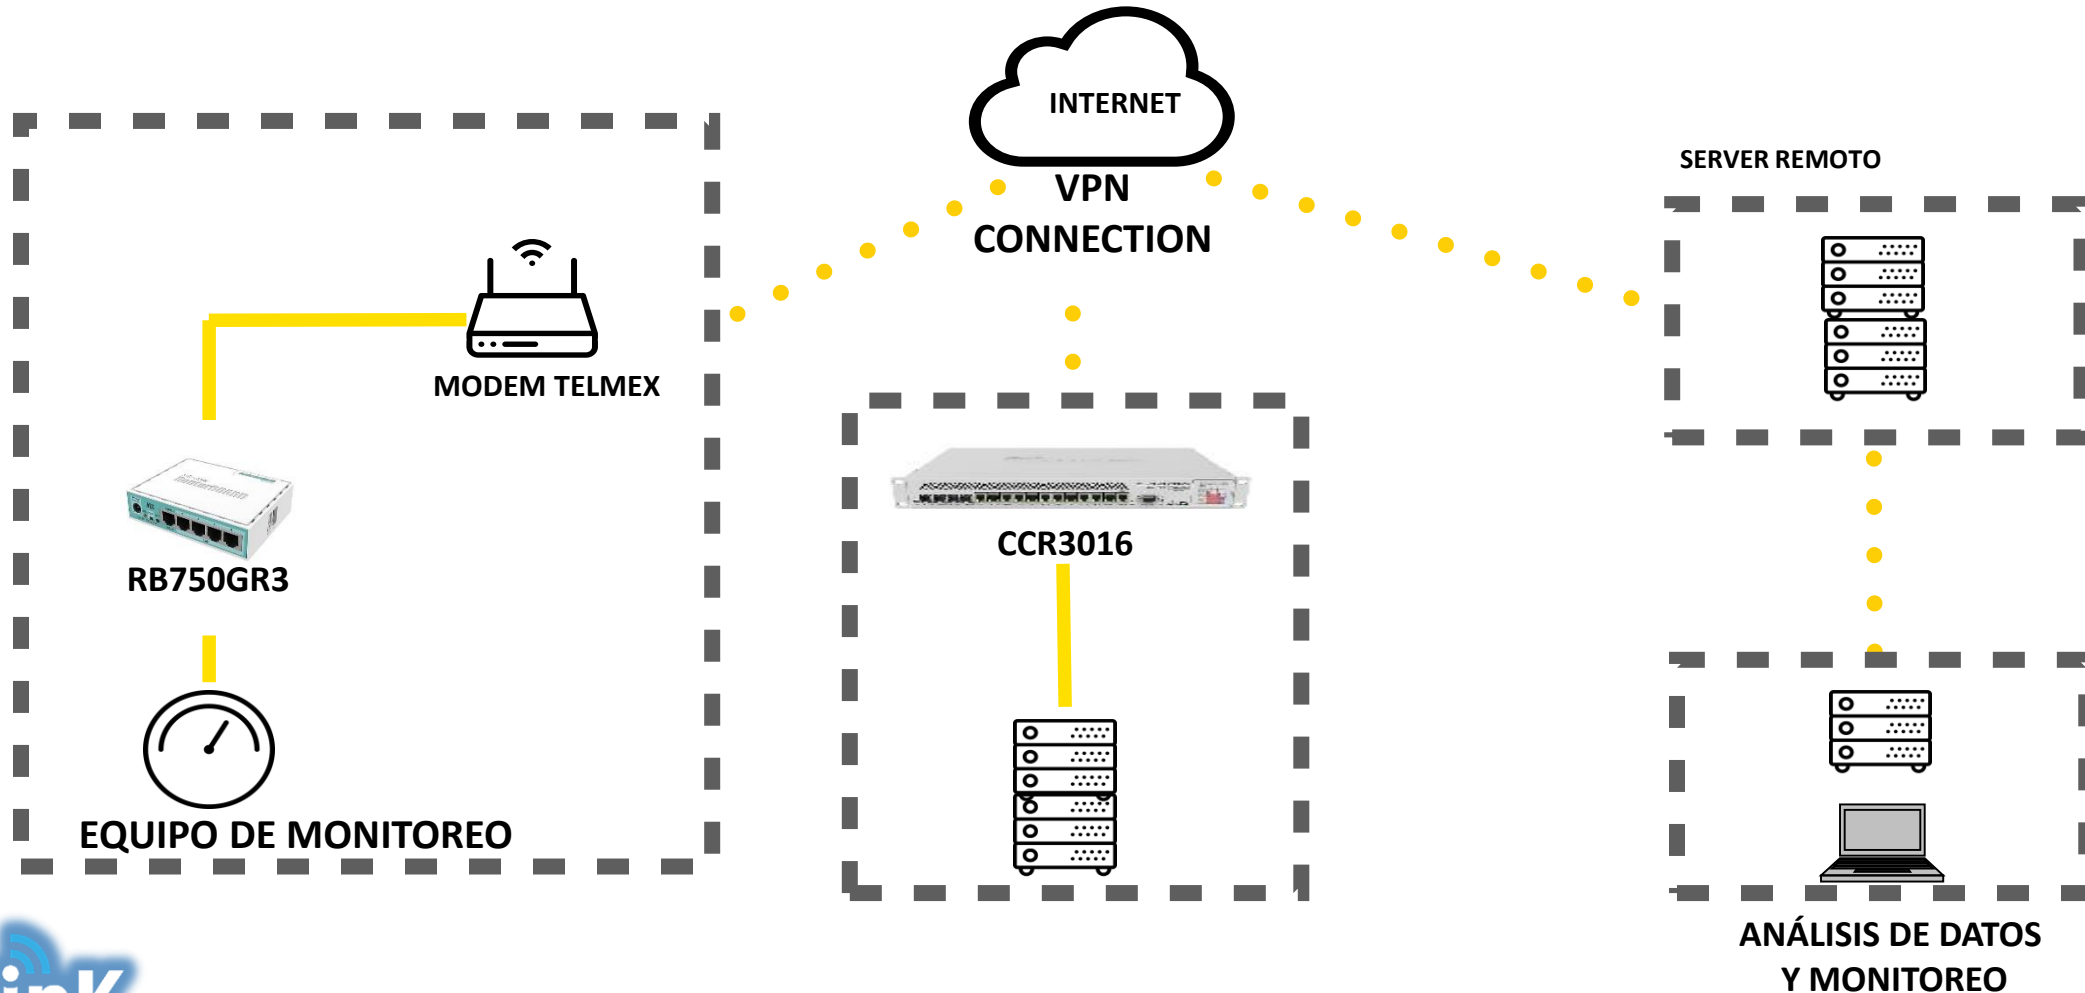 INTERNET
VPN
CONNECTION
SERVER REMOTO
MODEM TELMEX
CCR3016
RB750GR3
EQUIPO DE MONITOREO
ANÁLISIS DE DATOS
Y MONITOREO